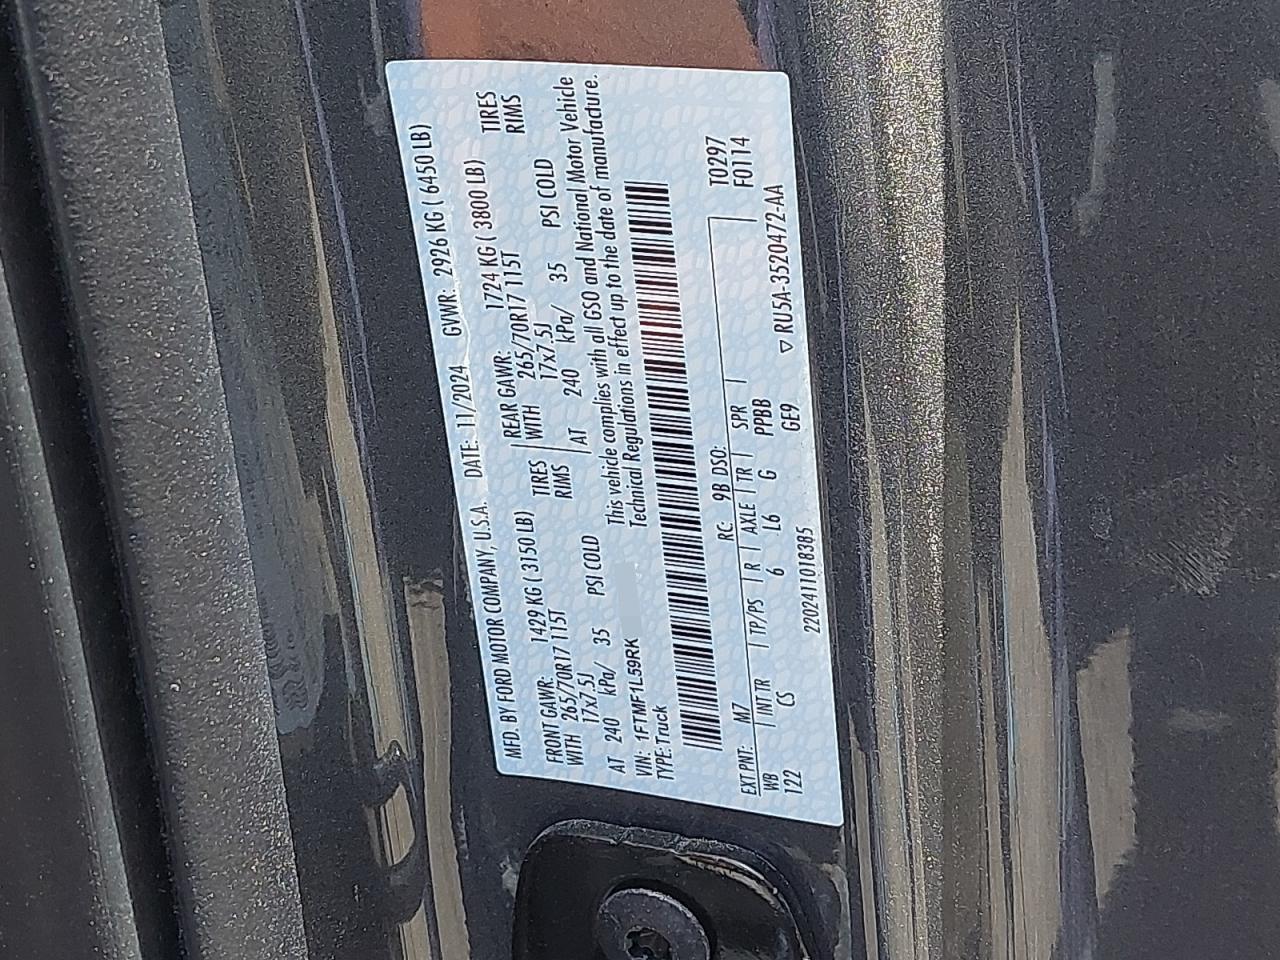 MFD. BY FORD MOTOR COMPANY, U.S.A. DATE: 11/2024 GVWR: 2926 KG ( 6450 LB)
FRONT GAWR: 1429 KG ( 3150 LB) REAR GAWR: 1724 KG ( 3800 LB)
WITH 265/70R17 115T TIRES WITH 265/70R17 115T TIRES
17x7.5J RIMS 17x7.5J RIMS
AT 240 kPa/ 35 PSI COLD AT 240 kPa/ 35 PSI COLD
This vehicle complies with all GSO and National Motor Vehicle
Technical Regulations in effect up to the date of manufacture.
VIN: 1FTMF1L59RK
TYPE: Truck
RC: 9B DSO:
EXT PNT: M7
T0297
F0114
WB INT TR TP/PS R AXLE TR SPR
122 CS 6 L6 G PPBB
GE9
220241101838S
▽ RU5A-3520472-AA